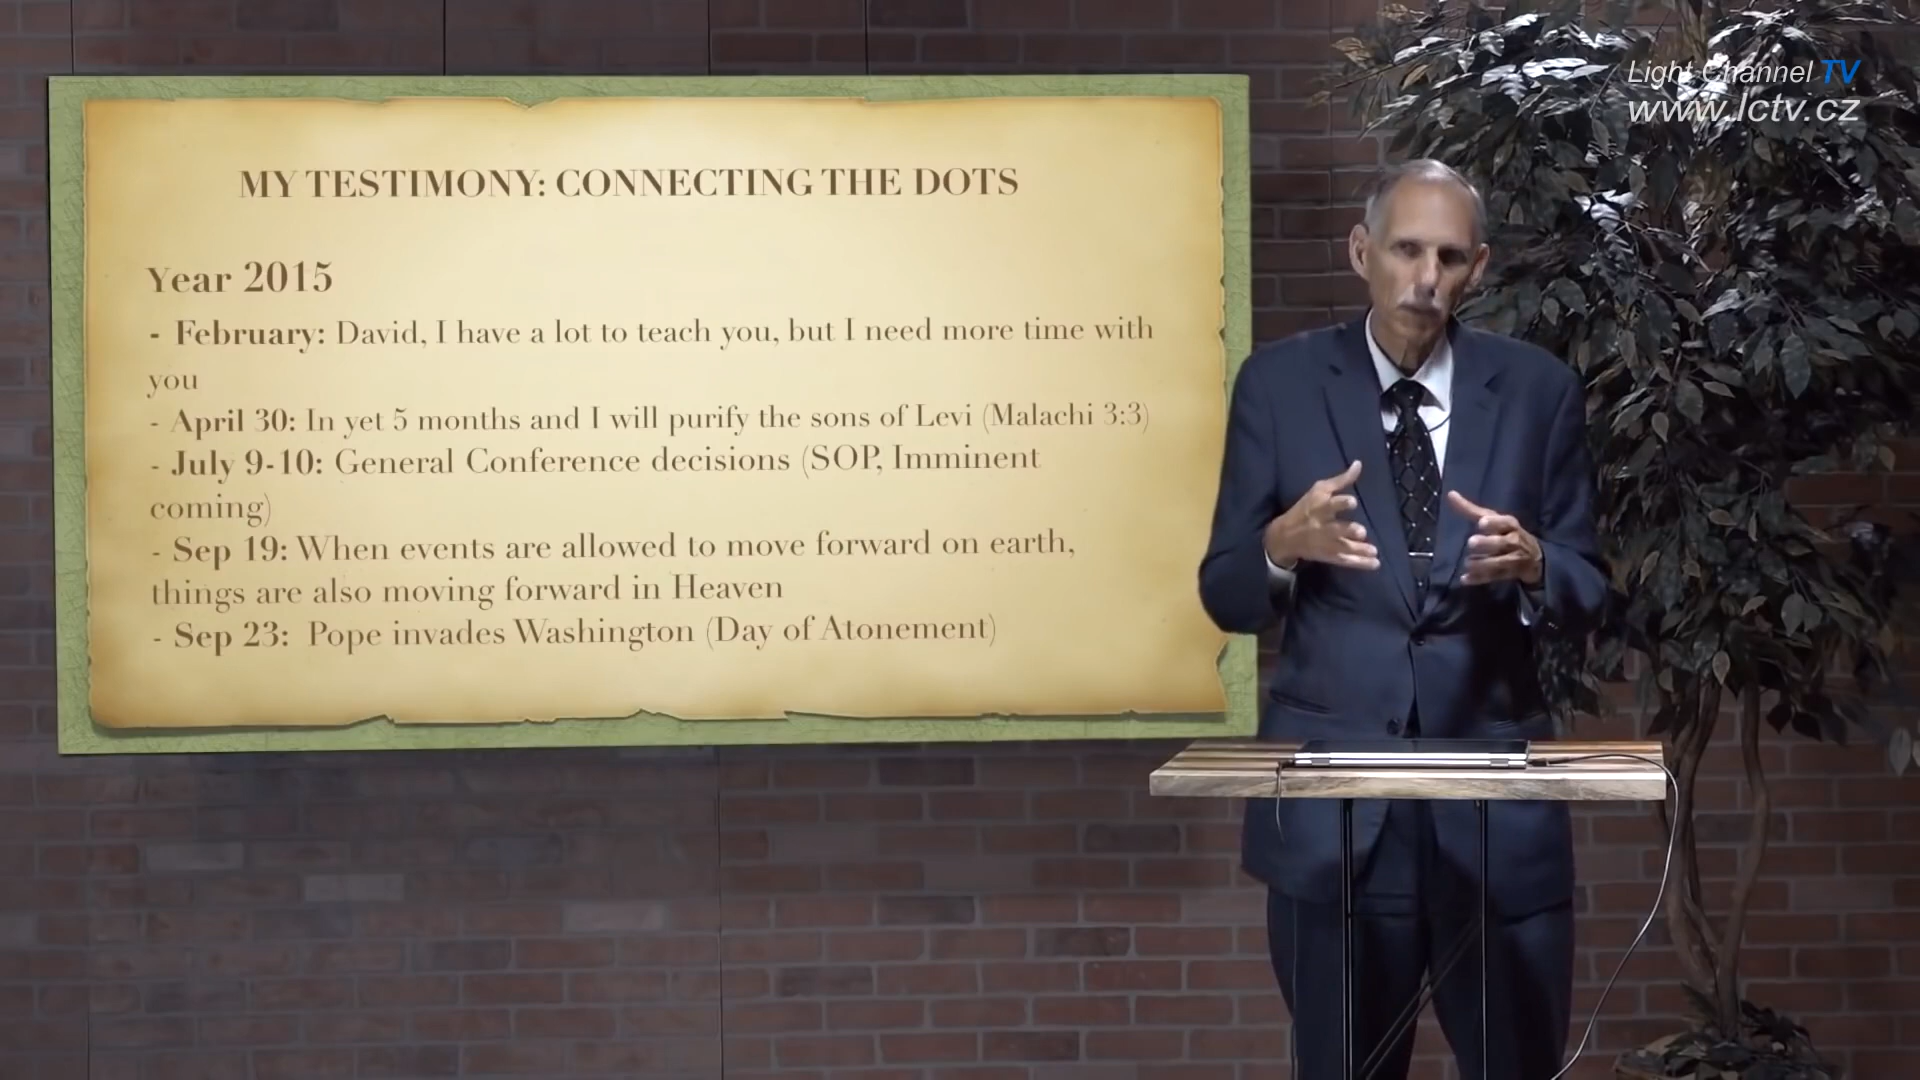 Light Channel TV
www.lctv.cz
MY TESTIMONY: CONNECTING THE DOTS
Year 2015
- February: David, I have a lot to teach you, but I need more time with
you
- April 30: In yet 5 months and I will purify the sons of Levi (Malachi 3:3)
- July 9-10: General Conference decisions (SOP, Imminent
coming)
- Sep 19: When events are allowed to move forward on earth,
things are also moving forward in Heaven
- Sep 23: Pope invades Washington (Day of Atonement)